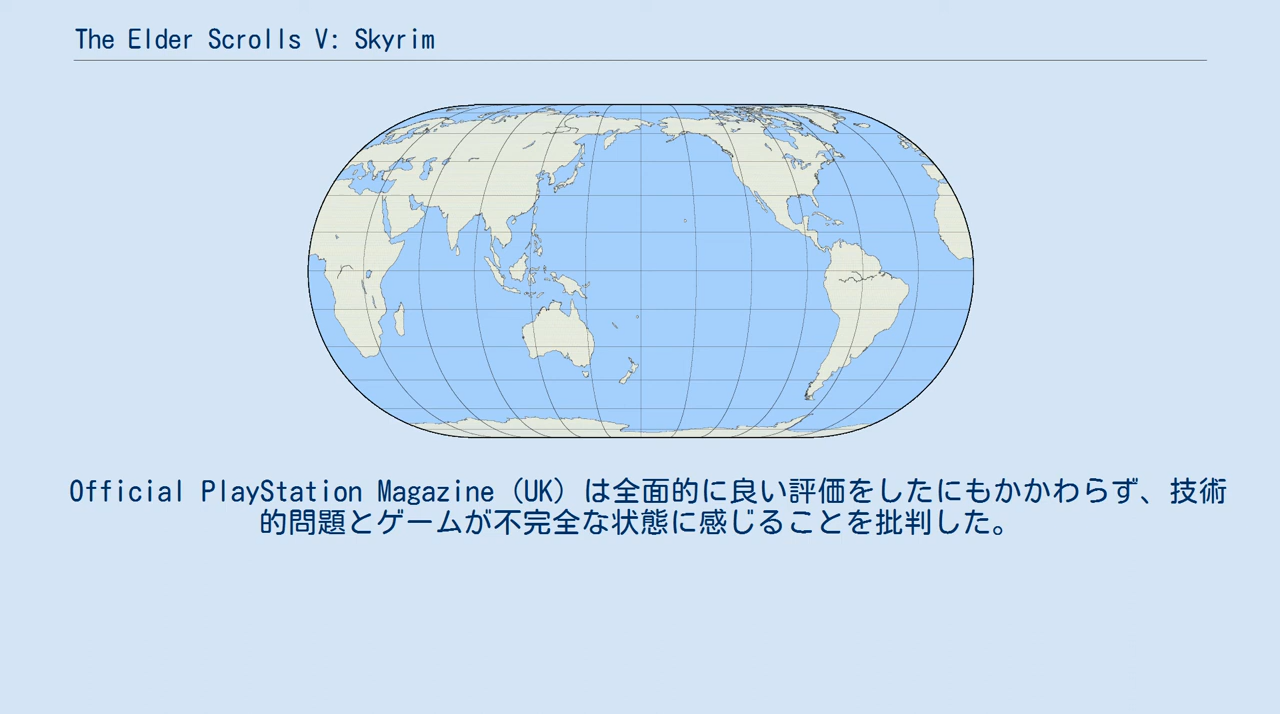 The Elder Scrolls V: Skyrim
Official PlayStation Magazine（UK）は全面的に良い評価をしたにもかかわらず、技術
的問題とゲームが不完全な状態に感じることを批判した。